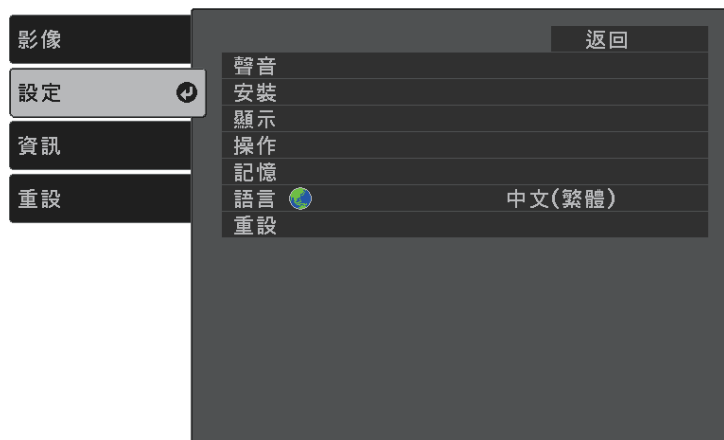 影像
設定
資訊
重設
返回
聲音
安裝
顯示
操作
記憶
語言 中文(繁體)
重設